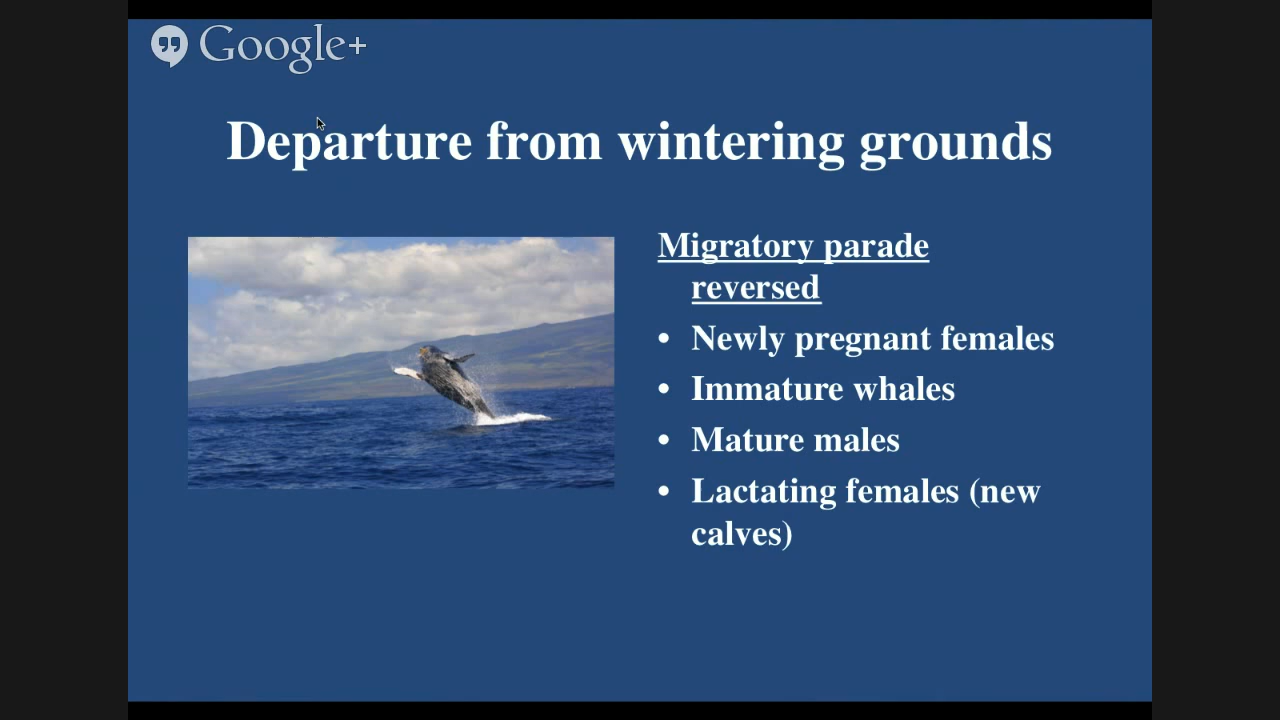 Google+
Departure from wintering grounds
Migratory parade
reversed
• Newly pregnant females
• Immature whales
• Mature males
• Lactating females (new
calves)